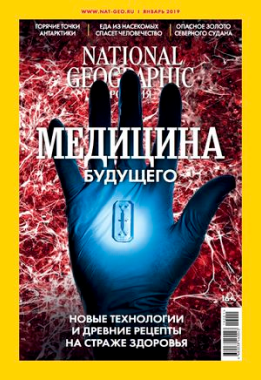 WWW.NAT-GEO.RU | ЯНВАРЬ 2019
ГОРЯЧИЕ ТОЧКИ АНТАРКТИКИ
ЕДА ИЗ НАСЕКОМЫХ СПАСЕТ ЧЕЛОВЕЧЕСТВО
ОПАСНОЕ ЗОЛОТО СЕВЕРНОГО СУДАНА
NATIONAL
GEOGRAPHIC
МЕДИЦИНА
БУДУЩЕГО
16+
НОВЫЕ ТЕХНОЛОГИИ
И ДРЕВНИЕ РЕЦЕПТЫ
НА СТРАЖЕ ЗДОРОВЬЯ